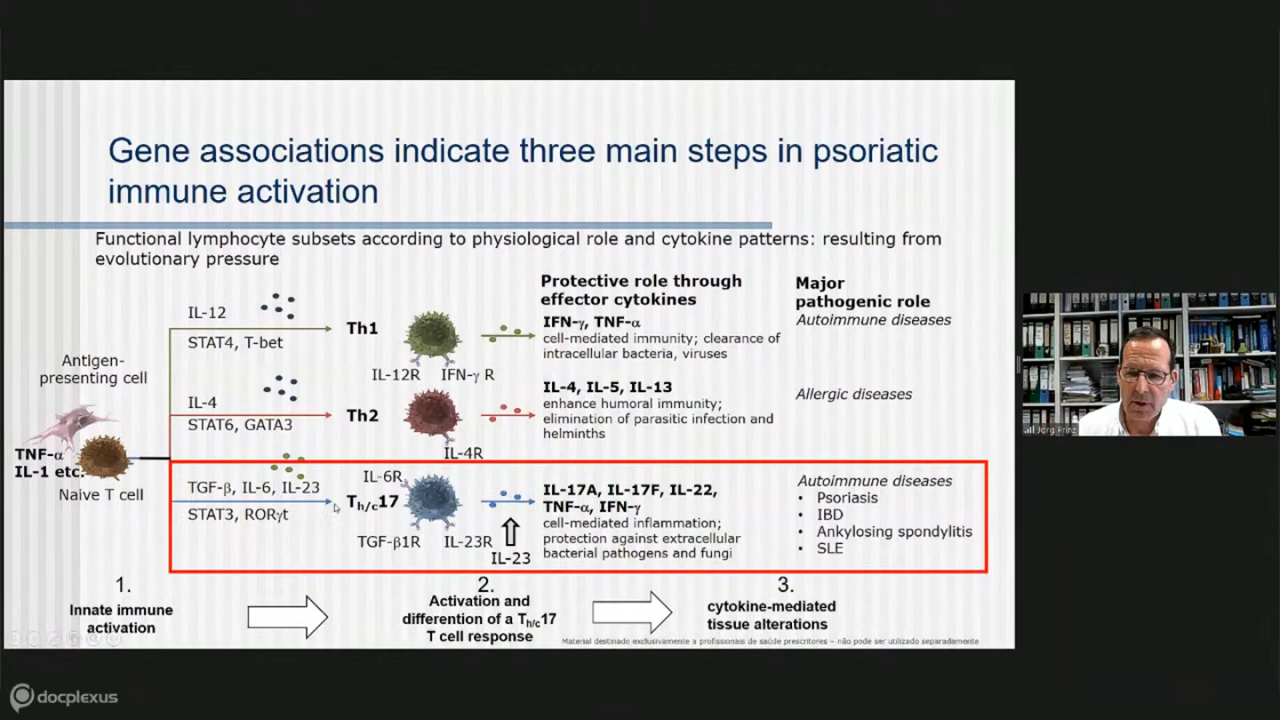 Gene associations indicate three main steps in psoriatic
immune activation
Functional lymphocyte subsets according to physiological role and cytokine patterns: resulting from
evolutionary pressure
Protective role through
effector cytokines
Major
pathogenic role
Antigen-
presenting cell
TNF-α
IL-1 etc.
Naive T cell
IL-12
STAT4, T-bet
Th1
IL-12R IFN-γ R
IFN-γ, TNF-α
cell-mediated immunity; clearance of
intracellular bacteria, viruses
Autoimmune diseases
IL-4
STAT6, GATA3
Th2
IL-4R
IL-4, IL-5, IL-13
enhance humoral immunity;
elimination of parasitic infection and
helminths
Allergic diseases
TGF-β, IL-6, IL-23
STAT3, RORγt
IL-6R
Th/c17
TGF-β1R IL-23R
IL-23
IL-17A, IL-17F, IL-22,
TNF-α, IFN-γ
cell-mediated inflammation;
protection against extracellular
bacterial pathogens and fungi
Autoimmune diseases
• Psoriasis
• IBD
• Ankylosing spondylitis
• SLE
1.
Innate immune
activation
2.
Activation and
differention of a Th/c17
T cell response
3.
cytokine-mediated
tissue alterations
Material destinado exclusivamente a profissionais de saúde prescritores – não pode ser utilizado separadamente
Jörg Prinz
docplexus